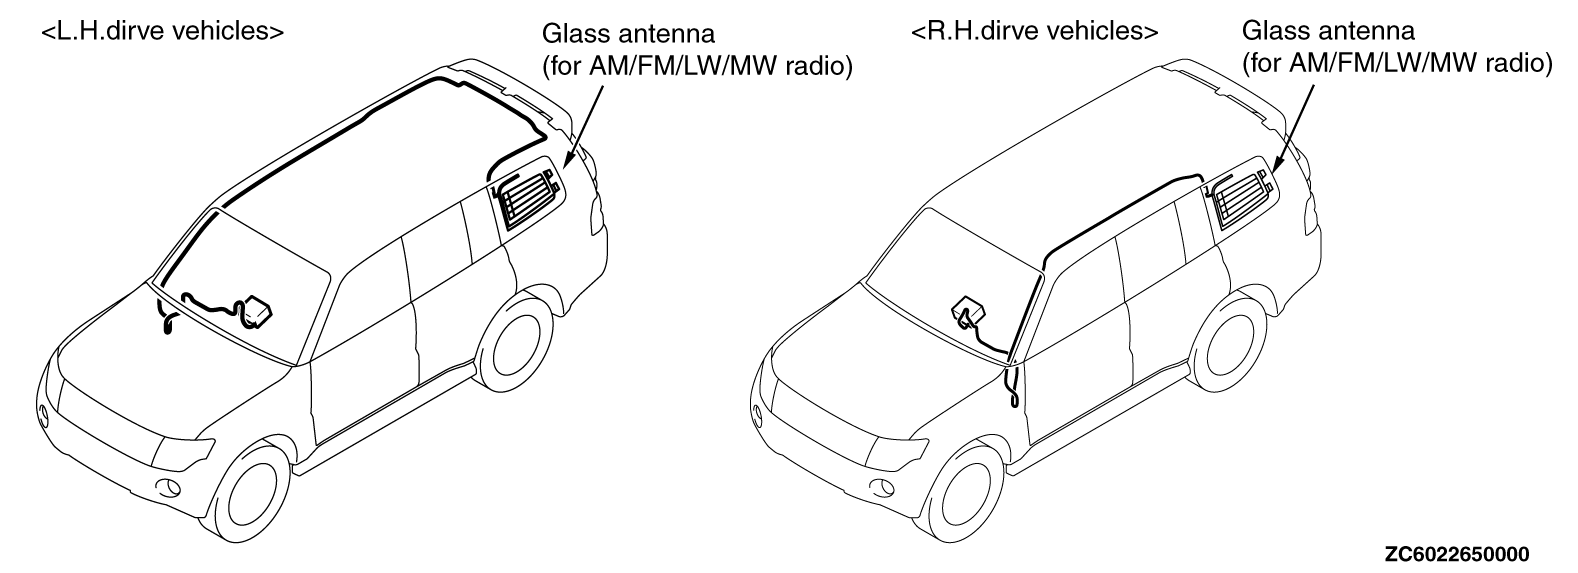 <L.H.dirve vehicles>
Glass antenna
(for AM/FM/LW/MW radio)
<R.H.dirve vehicles>
Glass antenna
(for AM/FM/LW/MW radio)
ZC6022650000